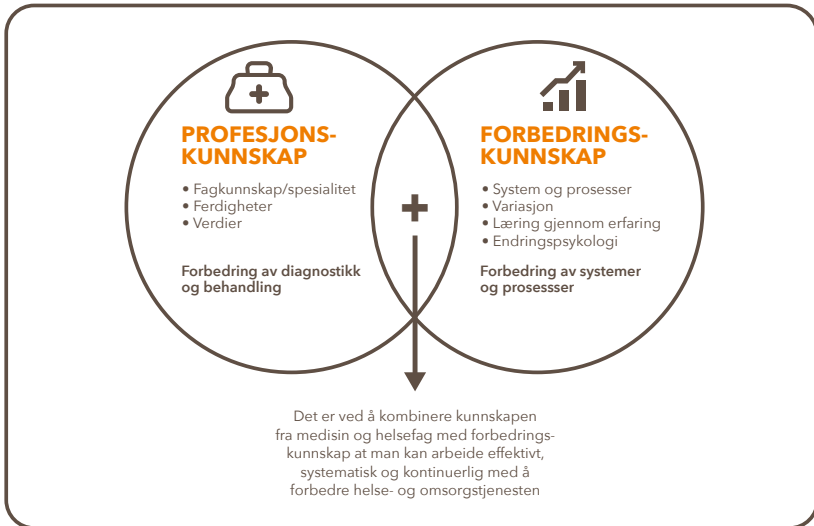 PROFESJONS-
KUNNSKAP
• Fagkunnskap/spesialitet
• Ferdigheter
• Verdier
Forbedring av diagnostikk
og behandling
FORBEDRINGS-
KUNNSKAP
• System og prosesser
• Variasjon
• Læring gjennom erfaring
• Endringspsykologi
Forbedring av systemer
og prosessser
Det er ved å kombinere kunnskapen
fra medisin og helsefag med forbedrings-
kunnskap at man kan arbeide effektivt,
systematisk og kontinuerlig med å
forbedre helse- og omsorgstjenesten